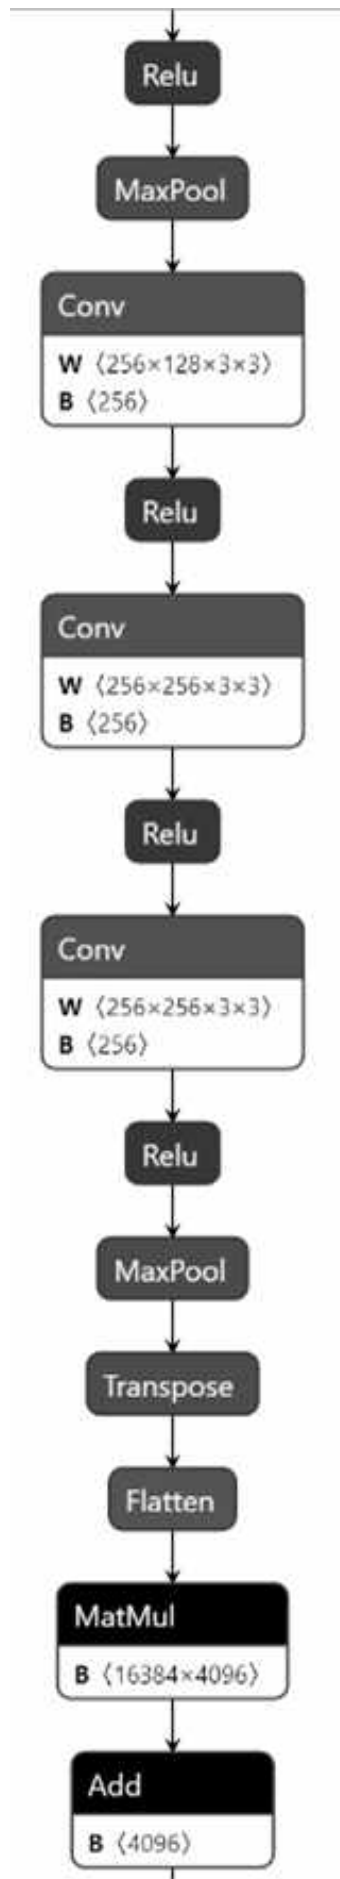 Relu
MaxPool
Conv
W ⟨256×128×3×3⟩
B ⟨256⟩
Relu
Conv
W ⟨256×256×3×3⟩
B ⟨256⟩
Relu
Conv
W ⟨256×256×3×3⟩
B ⟨256⟩
Relu
MaxPool
Transpose
Flatten
MatMul
B ⟨16384×4096⟩
Add
B ⟨4096⟩